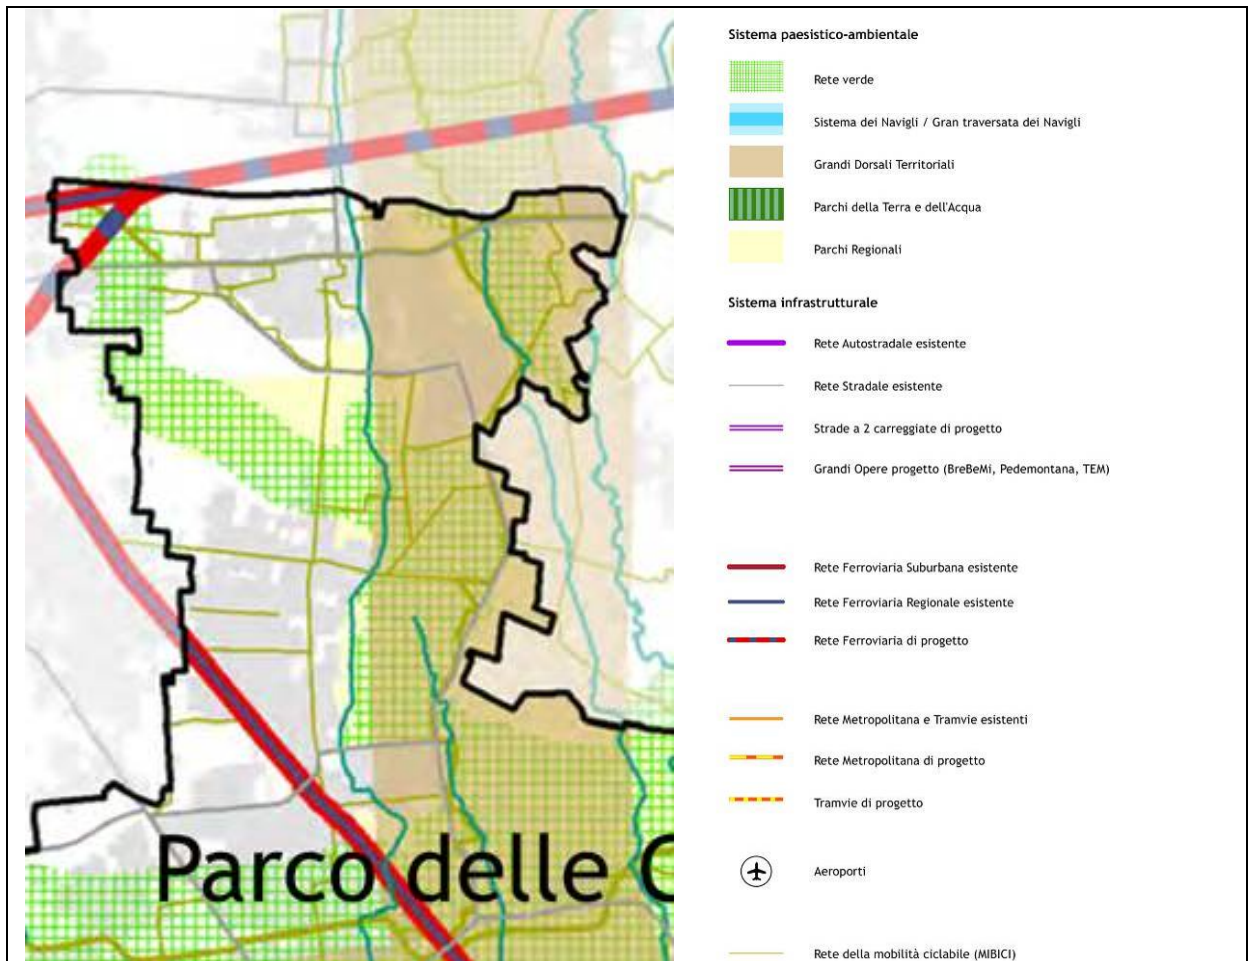 Sistema paesistico-ambientale
Rete verde
Sistema dei Navigli / Gran traversata dei Navigli
Grandi Dorsali Territoriali
Parchi della Terra e dell'Acqua
Parchi Regionali
Sistema infrastrutturale
Rete Autostradale esistente
Rete Stradale esistente
Strade a 2 carreggiate di progetto
Grandi Opere progetto (BreBeMi, Pedemontana, TEM)
Rete Ferroviaria Suburbana esistente
Rete Ferroviaria Regionale esistente
Rete Ferroviaria di progetto
Rete Metropolitana e Tramvie esistenti
Rete Metropolitana di progetto
Tramvie di progetto
Aeroporti
Rete della mobilità ciclabile (MIBICI)
Parco delle